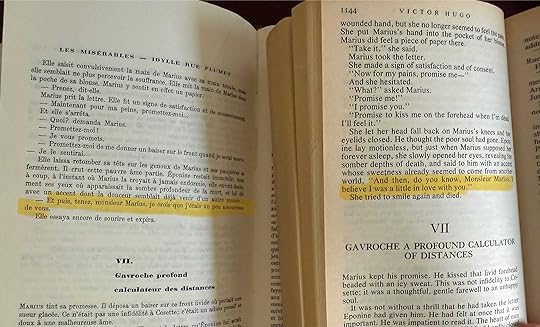 LES MISÉRABLES — IDYLLE RUE PLUMET
Elle saisit convulsivement la main de Marius avec sa main trouée, mais
elle semblait ne plus percevoir la souffrance. Elle mit la main de Marius dans
la poche de sa blouse. Marius y sentit en effet un papier.
— Prenez, dit-elle.
Marius prit la lettre. Elle fit un signe de satisfaction et de consentement.
— Maintenant pour ma peine, promettez-moi...
Et elle s'arrêta.
— Quoi? demanda Marius.
— Promettez-moi!
— Je vous promets.
— Promettez-moi de me donner un baiser sur le front quand je serai morte.
— Je le sentirai.
Elle laissa retomber sa tête sur les genoux de Marius et ses paupières se
fermèrent. Il crut cette pauvre âme partie. Éponine restait immobile, tout
à coup, à l'instant où Marius la croyait à jamais endormie, elle ouvrit
ment ses yeux où apparaissait la sombre profondeur de la mort, et lui dit
avec un accent dont la douceur semblait déjà venir d'un autre monde :
— Et puis, tenez, monsieur Marius, je crois que j'étais un peu amoureuse
de vous.
Elle essaya encore de sourire et expira.
VII.
Gavroche profond
calculateur des distances
MARIUS tint sa promesse. Il déposa un baiser sur ce front livide où perlait une
sueur glacée. Ce n'était pas une infidélité à Cosette; c'était un adieu pensif et
doux à une malheureuse âme.
1144 VICTOR HUGO
wounded hand, but she no longer seemed to feel the pain.
She put Marius's hand into the pocket of her blouse.
Marius did feel a piece of paper there.
"Take it," she said.
Marius took the letter.
She made a sign of satisfaction and of consent.
"Now for my pains, promise me—"
And she hesitated.
"What?" asked Marius.
"Promise me!"
"I promise you."
"Promise to kiss me on the forehead when I'm dead.
I'll feel it."
She let her head fall back on Marius's knees and her
eyelids closed. He thought the poor soul had gone. Éponine
lay motionless, but just when Marius supposed her
forever asleep, she slowly opened her eyes, revealing the
somber depths of death, and said to him with an accent
whose sweetness already seemed to come from another
world, "And then, do you know, Monsieur Marius, I
believe I was a little in love with you."
She tried to smile again and died.
VII
GAVROCHE A PROFOUND CALCULATOR
OF DISTANCES
Marius kept his promise. He kissed that livid forehead
beaded with an icy sweat. This was not infidelity to Cosette;
it was a thoughtful, gentle farewell to an unhappy
soul.
It was not without a thrill that he had taken the letter
Éponine had given him. He had felt at once that it was
important. He was impatient to read it. The heart of man